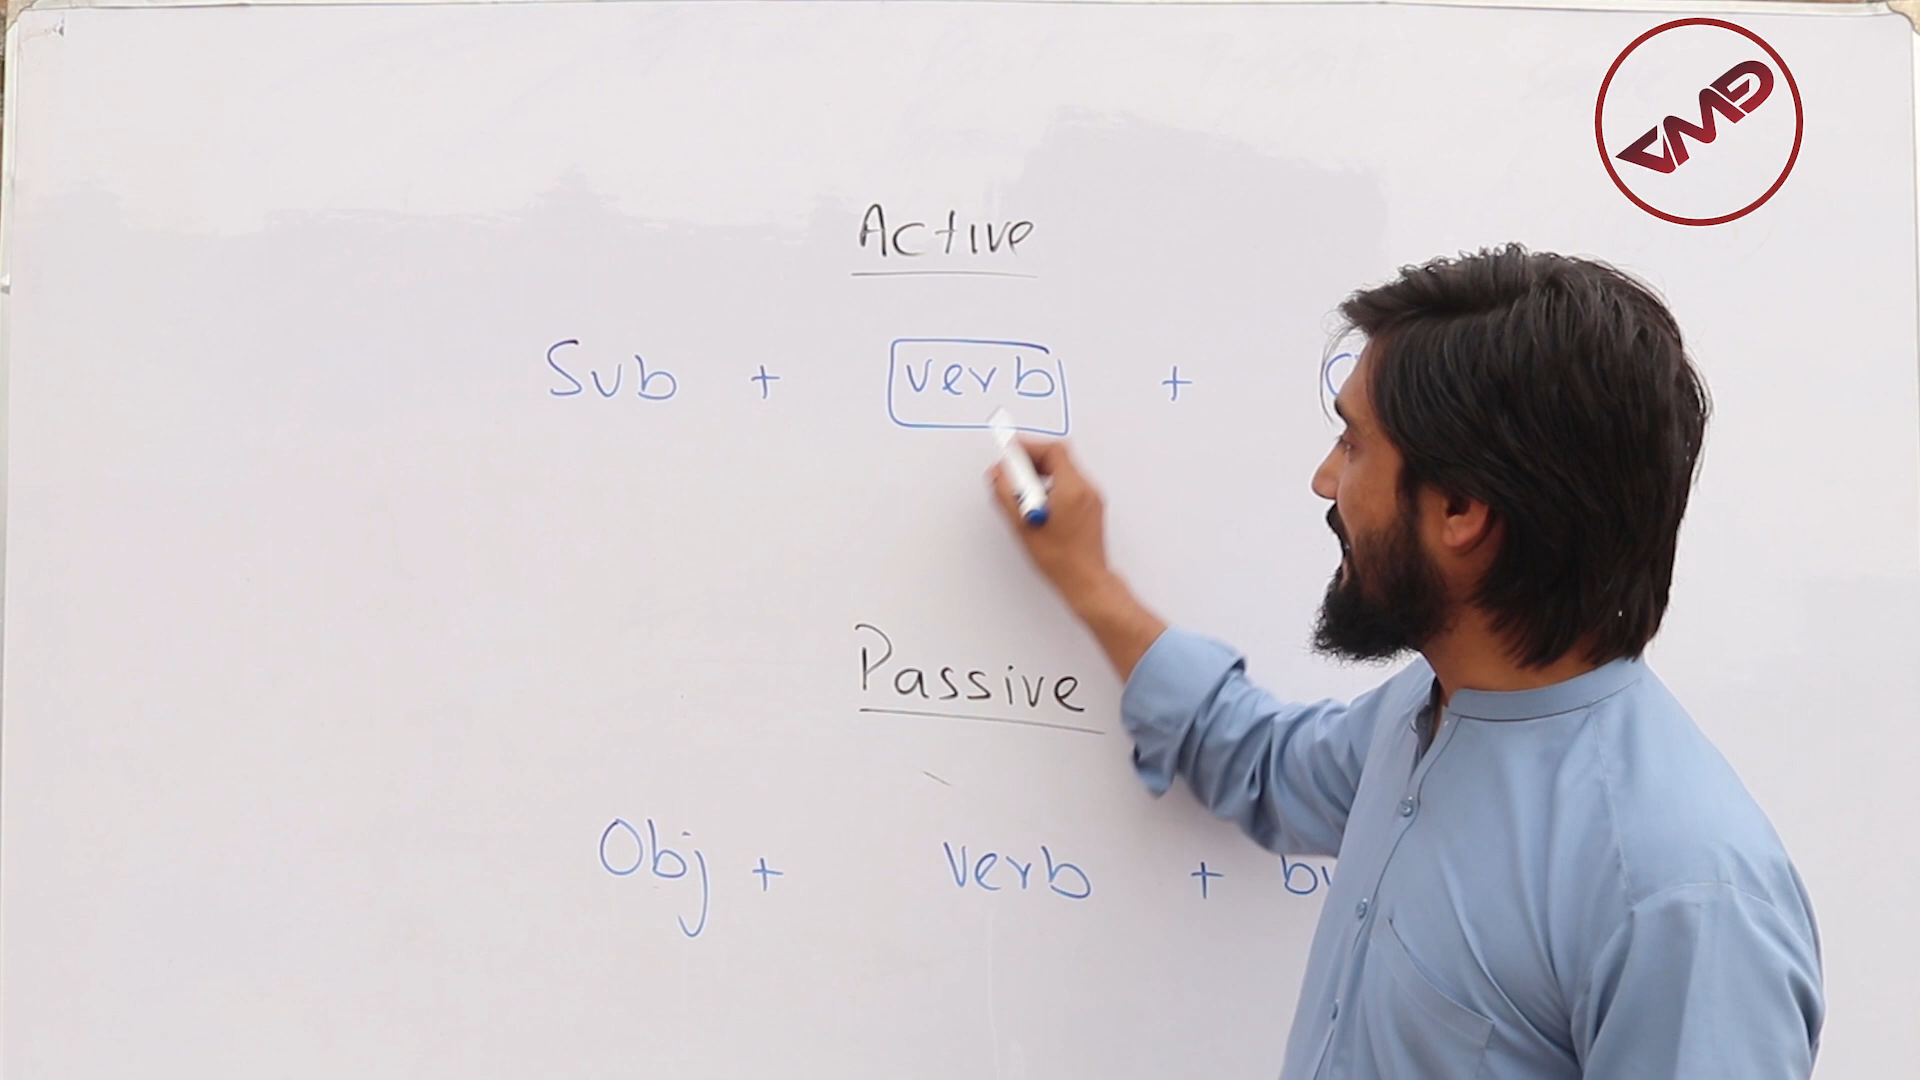 Active
Sub + verb +
Passive
Obj + verb +